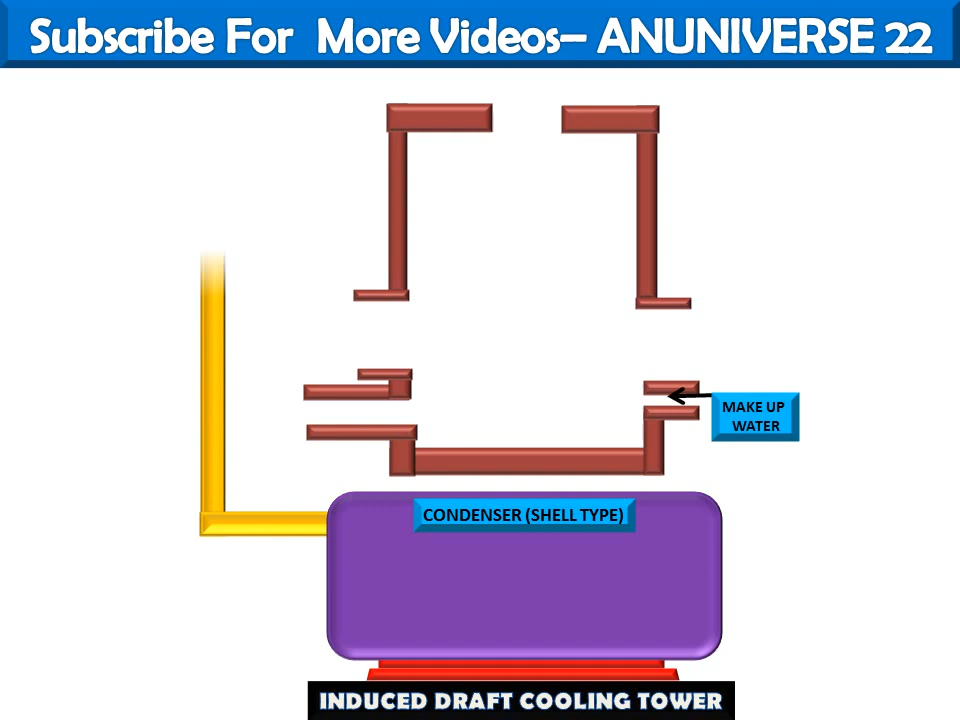 Subscribe For More Videos– ANUNIVERSE 22
MAKE UP
WATER
CONDENSER (SHELL TYPE)
INDUCED DRAFT COOLING TOWER